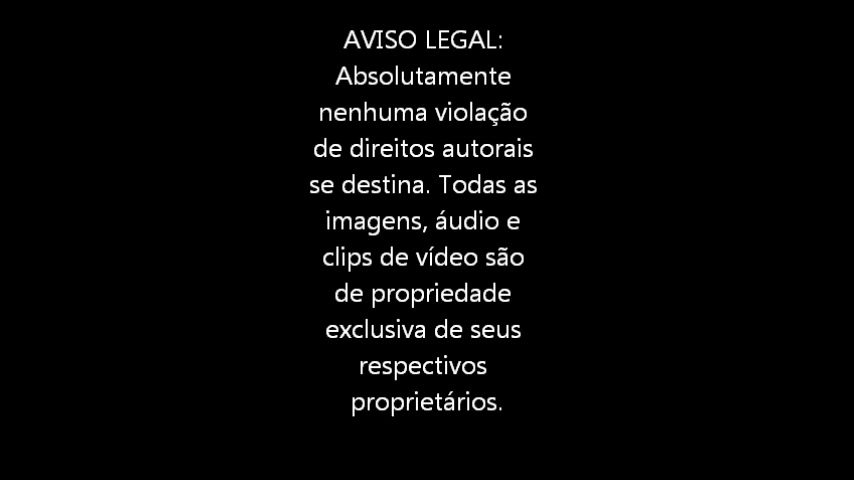 AVISO LEGAL:
Absolutamente
nenhuma violação
de direitos autorais
se destina. Todas as
imagens, áudio e
clips de vídeo são
de propriedade
exclusiva de seus
respectivos
proprietários.